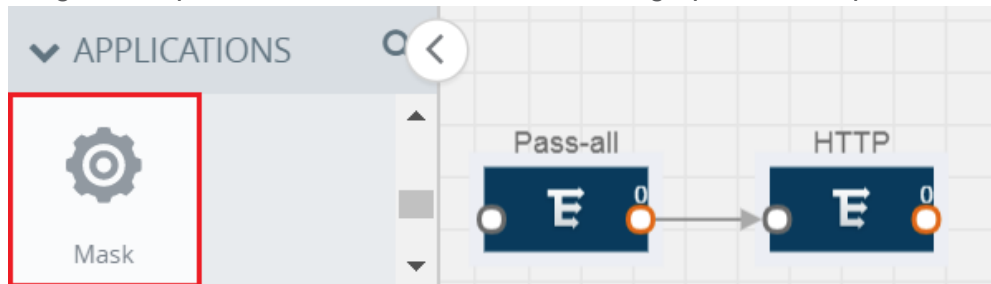 APPLICATIONS
Mask
Pass-all
0
HTTP
0